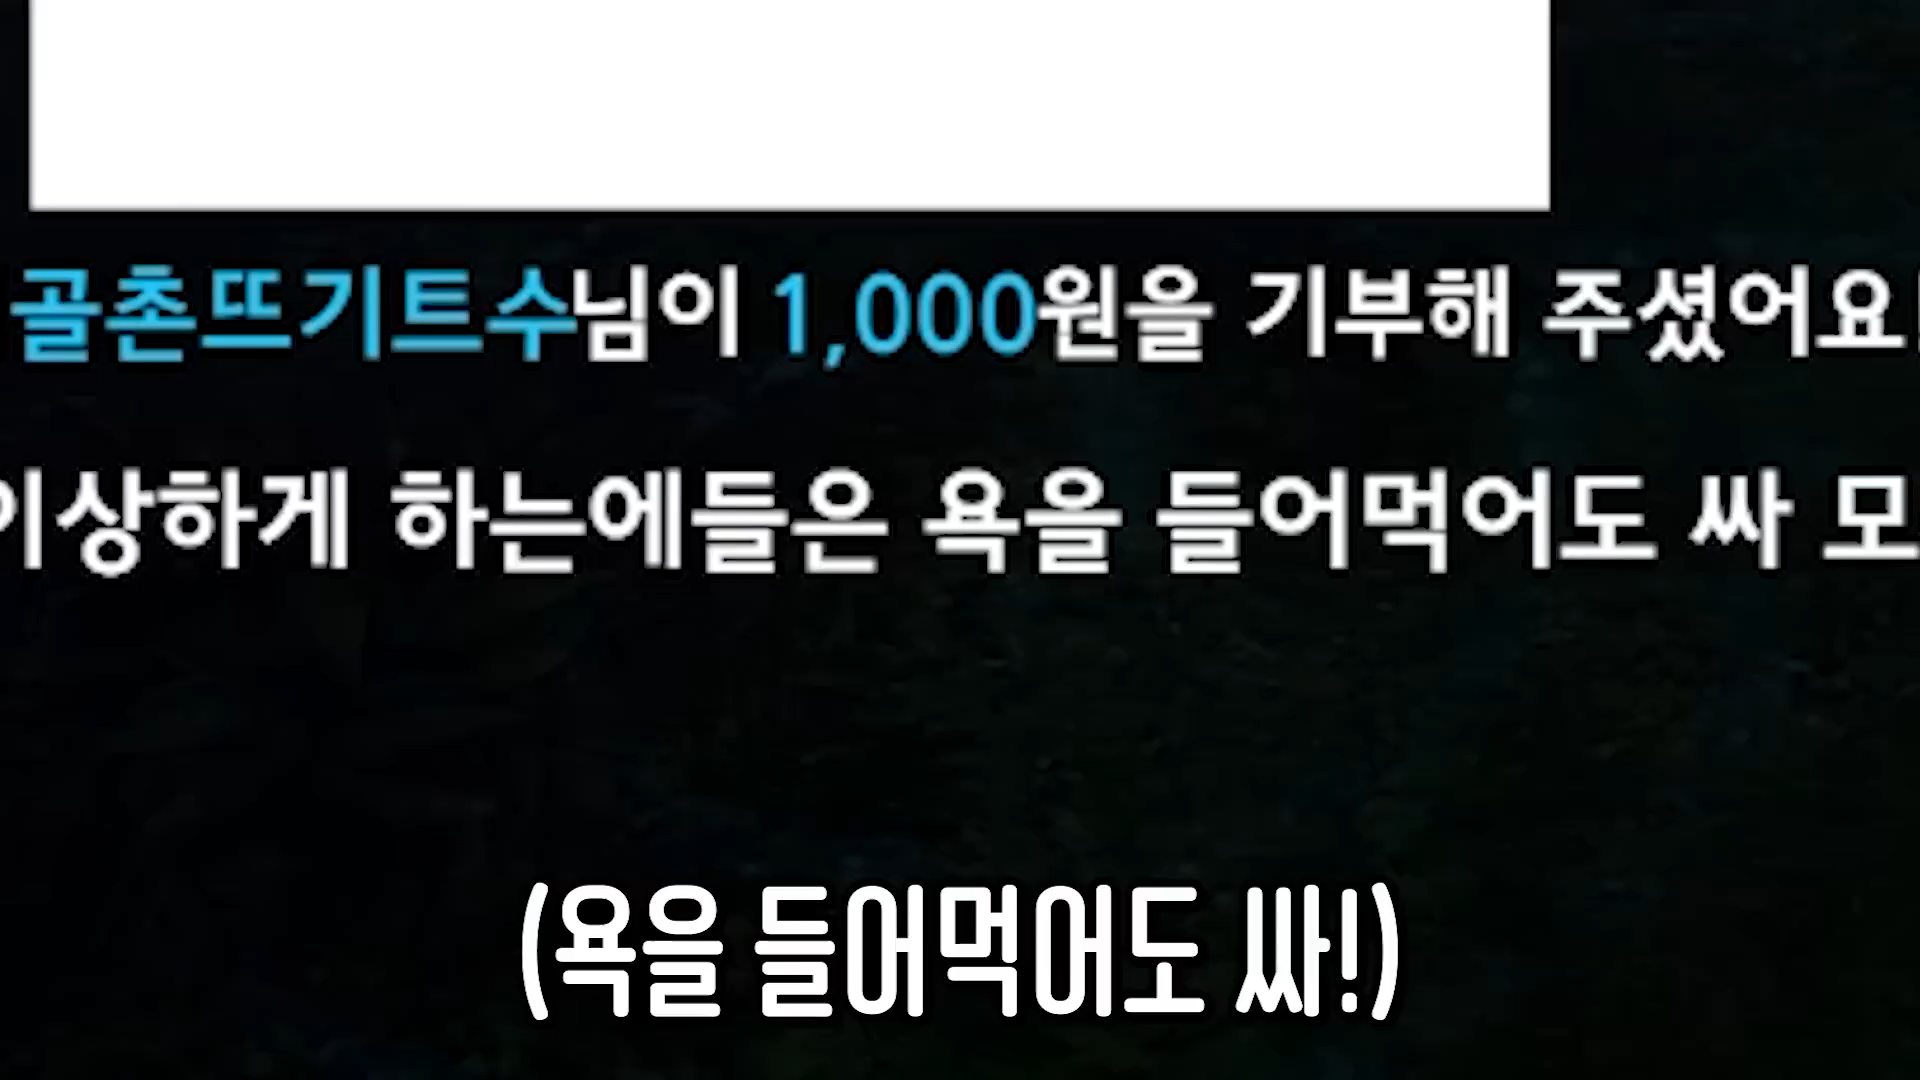 골촌뜨기트수님이 1,000원을 기부해 주셨어요!
이상하게 하는에들은 욕을 들어먹어도 싸 모
(욕을 들어먹어도 싸!)